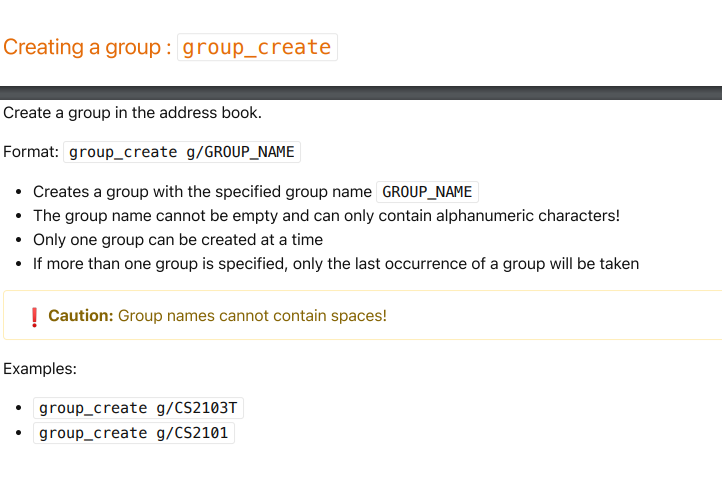 Creating a group : group_create
Create a group in the address book.
Format: group_create g/GROUP_NAME
• Creates a group with the specified group name GROUP_NAME
• The group name cannot be empty and can only contain alphanumeric characters!
• Only one group can be created at a time
• If more than one group is specified, only the last occurrence of a group will be taken
❗ Caution: Group names cannot contain spaces!
Examples:
• group_create g/CS2103T
• group_create g/CS2101